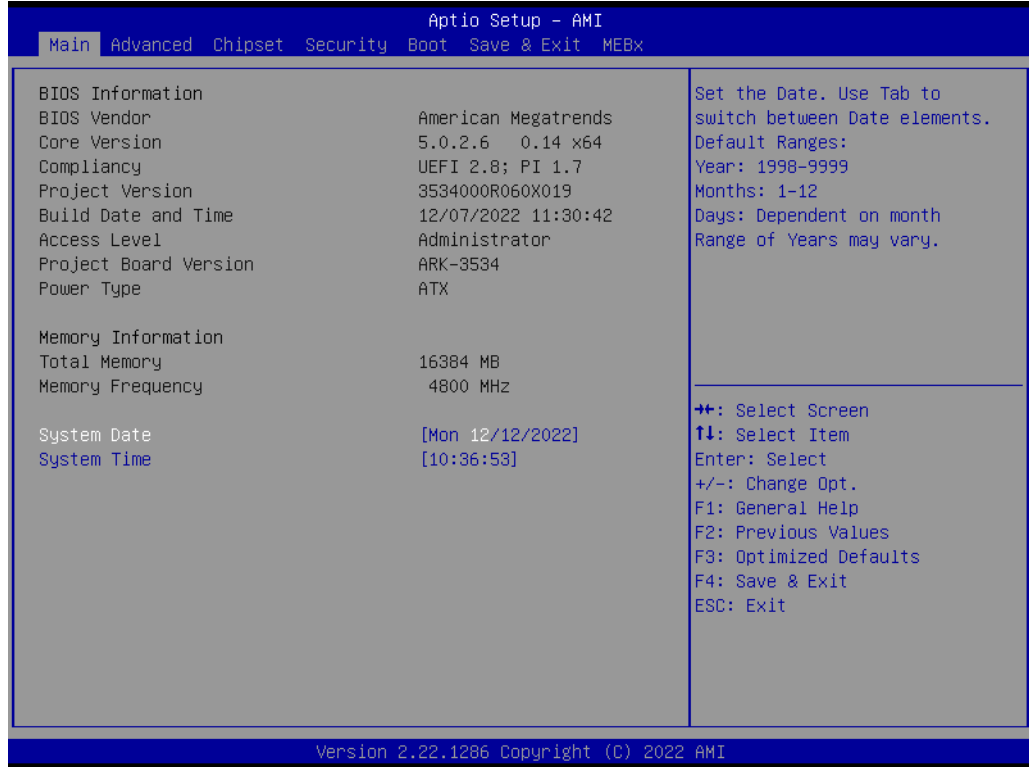 Aptio Setup – AMI
Main Advanced Chipset Security Boot Save & Exit MEBx
BIOS Information
BIOS Vendor American Megatrends
Core Version 5.0.2.6 0.14 x64
Compliancy UEFI 2.8; PI 1.7
Project Version 3534000R060X019
Build Date and Time 12/07/2022 11:30:42
Access Level Administrator
Project Board Version ARK-3534
Power Type ATX
Memory Information
Total Memory 16384 MB
Memory Frequency 4800 MHz
System Date [Mon 12/12/2022]
System Time [10:36:53]
Set the Date. Use Tab to
switch between Date elements.
Default Ranges:
Year: 1998-9999
Months: 1-12
Days: Dependent on month
Range of Years may vary.
→←: Select Screen
↑↓: Select Item
Enter: Select
+/-: Change Opt.
F1: General Help
F2: Previous Values
F3: Optimized Defaults
F4: Save & Exit
ESC: Exit
Version 2.22.1286 Copyright (C) 2022 AMI